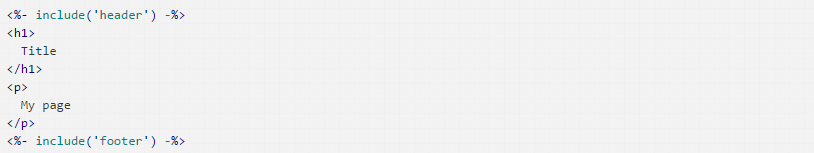 <%- include('header') -%>
<h1>
  Title
</h1>
<p>
  My page
</p>
<%- include('footer') -%>